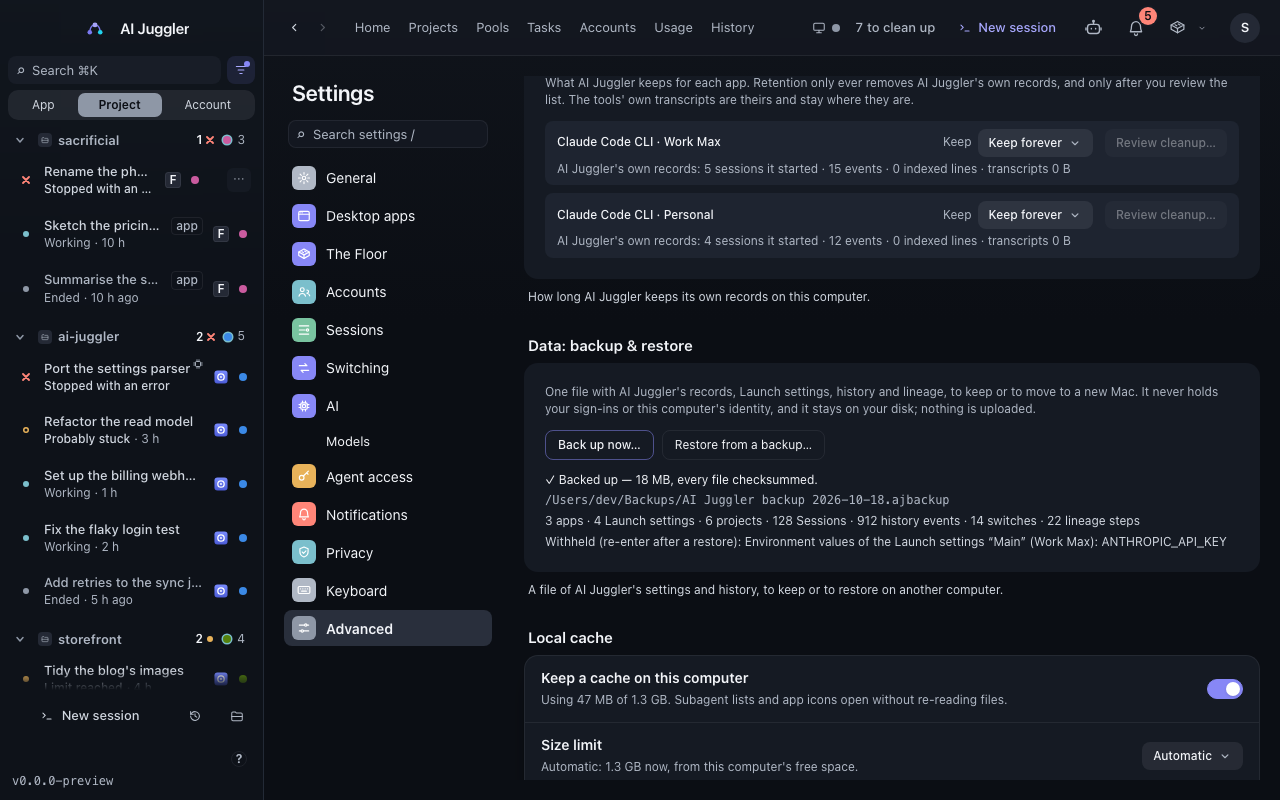 AI Juggler
Search ⌘K
App
Project
Account
sacrificial
1
3
Rename the ph...
Stopped with an ...
F
Sketch the pricin...
app
Working · 10 h
F
Summarise the s...
app
Ended · 10 h ago
F
ai-juggler
2
5
Port the settings parser
Stopped with an error
Refactor the read model
Probably stuck · 3 h
Set up the billing webh...
Working · 1 h
Fix the flaky login test
Working · 2 h
Add retries to the sync j...
Ended · 5 h ago
storefront
2
4
Tidy the blog's images
Limit reached · 4 h
New session
?
v0.0.0-preview
Home
Projects
Pools
Tasks
Accounts
Usage
History
7 to clean up
New session
5
S
Settings
Search settings /
General
Desktop apps
The Floor
Accounts
Sessions
Switching
AI
Models
Agent access
Notifications
Privacy
Keyboard
Advanced
What AI Juggler keeps for each app. Retention only ever removes AI Juggler's own records, and only after you review the
list. The tools' own transcripts are theirs and stay where they are.
Claude Code CLI · Work Max
Keep
Keep forever
Review cleanup...
AI Juggler's own records: 5 sessions it started · 15 events · 0 indexed lines · transcripts 0 B
Claude Code CLI · Personal
Keep
Keep forever
Review cleanup...
AI Juggler's own records: 4 sessions it started · 12 events · 0 indexed lines · transcripts 0 B
How long AI Juggler keeps its own records on this computer.
Data: backup & restore
One file with AI Juggler's records, Launch settings, history and lineage, to keep or to move to a new Mac. It never holds
your sign-ins or this computer's identity, and it stays on your disk; nothing is uploaded.
Back up now...
Restore from a backup...
✓ Backed up — 18 MB, every file checksummed.
/Users/dev/Backups/AI Juggler backup 2026-10-18.ajbackup
3 apps · 4 Launch settings · 6 projects · 128 Sessions · 912 history events · 14 switches · 22 lineage steps
Withheld (re-enter after a restore): Environment values of the Launch settings “Main” (Work Max): ANTHROPIC_API_KEY
A file of AI Juggler's settings and history, to keep or to restore on another computer.
Local cache
Keep a cache on this computer
Using 47 MB of 1.3 GB. Subagent lists and app icons open without re-reading files.
Size limit
Automatic: 1.3 GB now, from this computer's free space.
Automatic